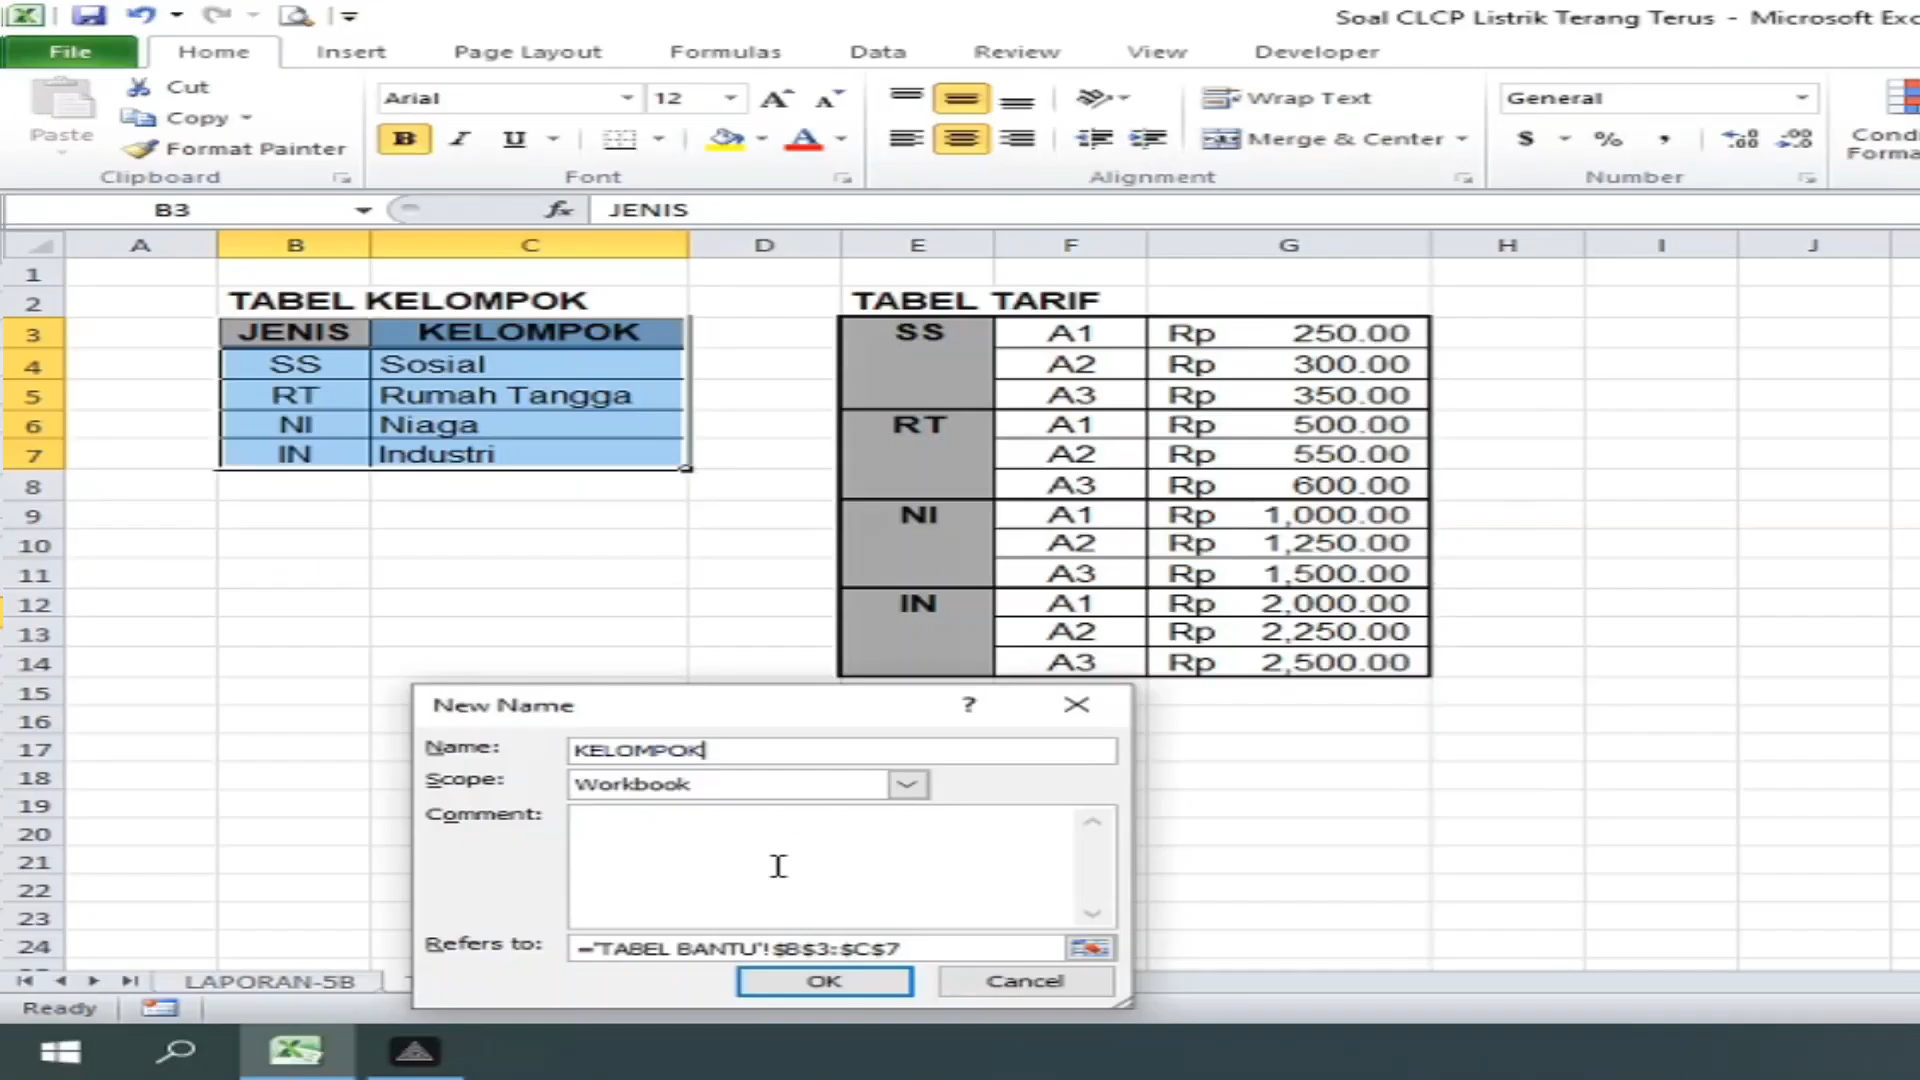 Soal CLCP Listrik Terang Terus - Microsoft Exc
File Home Insert Page Layout Formulas Data Review View Developer
Paste
Cut
Copy
Format Painter
Clipboard
Arial 12
B I U
Font
Wrap Text
Merge & Center
Alignment
General
$ % ,
Number
Cond
Forma
B3 fx JENIS
A B C D E F G H I J
1
2 TABEL KELOMPOK TABEL TARIF
3 JENIS KELOMPOK SS A1 Rp 250.00
4 SS Sosial A2 Rp 300.00
5 RT Rumah Tangga A3 Rp 350.00
6 NI Niaga RT A1 Rp 500.00
7 IN Industri A2 Rp 550.00
8 A3 Rp 600.00
9 NI A1 Rp 1,000.00
10 A2 Rp 1,250.00
11 A3 Rp 1,500.00
12 IN A1 Rp 2,000.00
13 A2 Rp 2,250.00
14 A3 Rp 2,500.00
15
16
17
18
19
20
21
22
23
24
New Name ?
Name: KELOMPOK
Scope: Workbook
Comment:
Refers to: ='TABEL BANTU'!$B$3:$C$7
OK Cancel
LAPORAN-5B
Ready